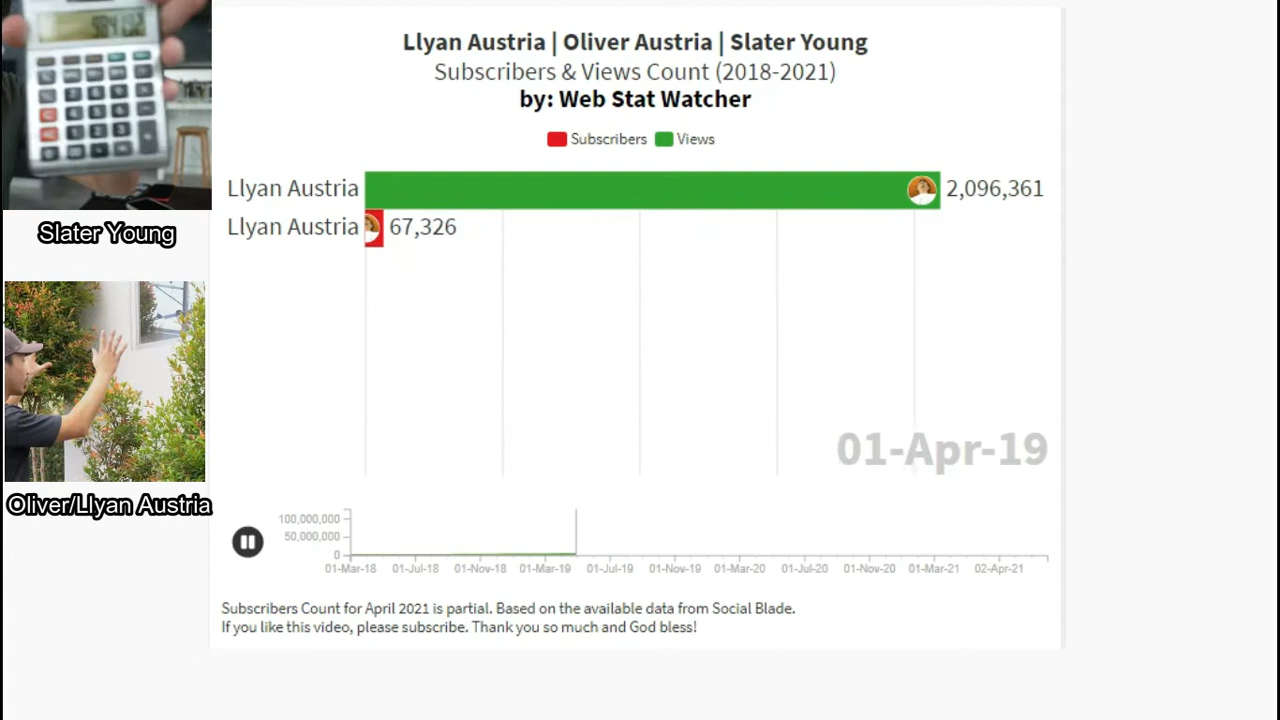 Llyan Austria | Oliver Austria | Slater Young
Subscribers & Views Count (2018-2021)
by: Web Stat Watcher
Subscribers Views
Llyan Austria 2,096,361
Llyan Austria 67,326
Slater Young
Oliver/Llyan Austria
01-Apr-19
100,000,000
50,000,000
0
01-Mar-18 01-Jul-18 01-Nov-18 01-Mar-19 01-Jul-19 01-Nov-19 01-Mar-20 01-Jul-20 01-Nov-20 01-Mar-21 02-Apr-21
Subscribers Count for April 2021 is partial. Based on the available data from Social Blade.
If you like this video, please subscribe. Thank you so much and God bless!